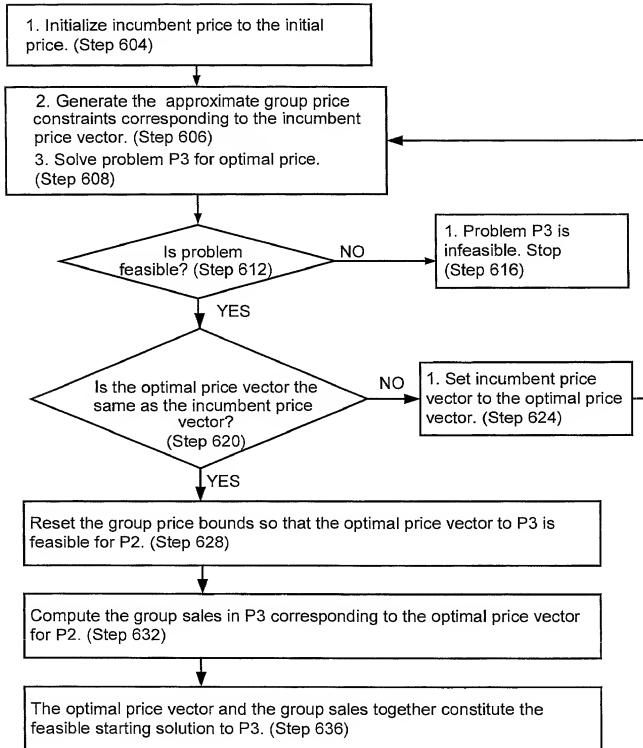 1. Initialize incumbent price to the initial
price. (Step 604)
2. Generate the approximate group price
constraints corresponding to the incumbent
price vector. (Step 606)
3. Solve problem P3 for optimal price.
(Step 608)
Is problem
feasible? (Step 612)
NO
1. Problem P3 is
infeasible. Stop
(Step 616)
YES
Is the optimal price vector the
same as the incumbent price
vector?
(Step 620)
NO
1. Set incumbent price
vector to the optimal price
vector. (Step 624)
YES
Reset the group price bounds so that the optimal price vector to P3 is
feasible for P2. (Step 628)
Compute the group sales in P3 corresponding to the optimal price vector
for P2. (Step 632)
The optimal price vector and the group sales together constitute the
feasible starting solution to P3. (Step 636)